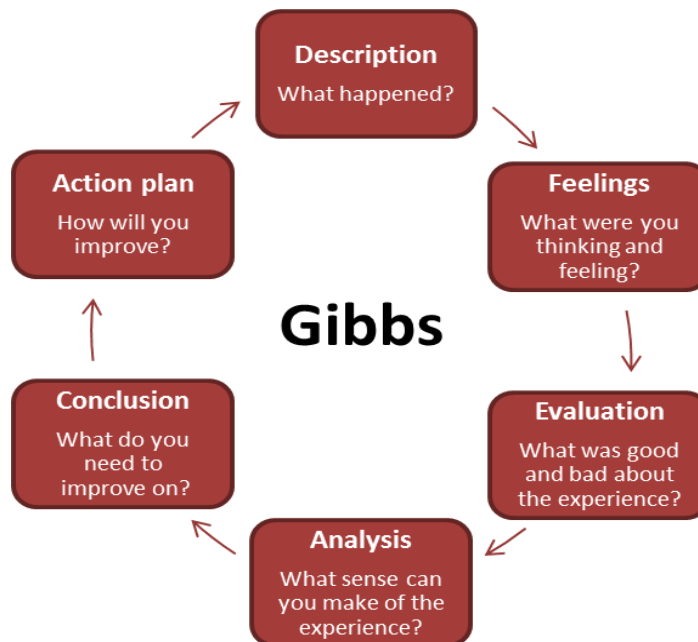 Description
What happened?
Feelings
What were you
thinking and
feeling?
Evaluation
What was good
and bad about
the experience?
Analysis
What sense can
you make of the
experience?
Conclusion
What do you
need to
improve on?
Action plan
How will you
improve?
Gibbs